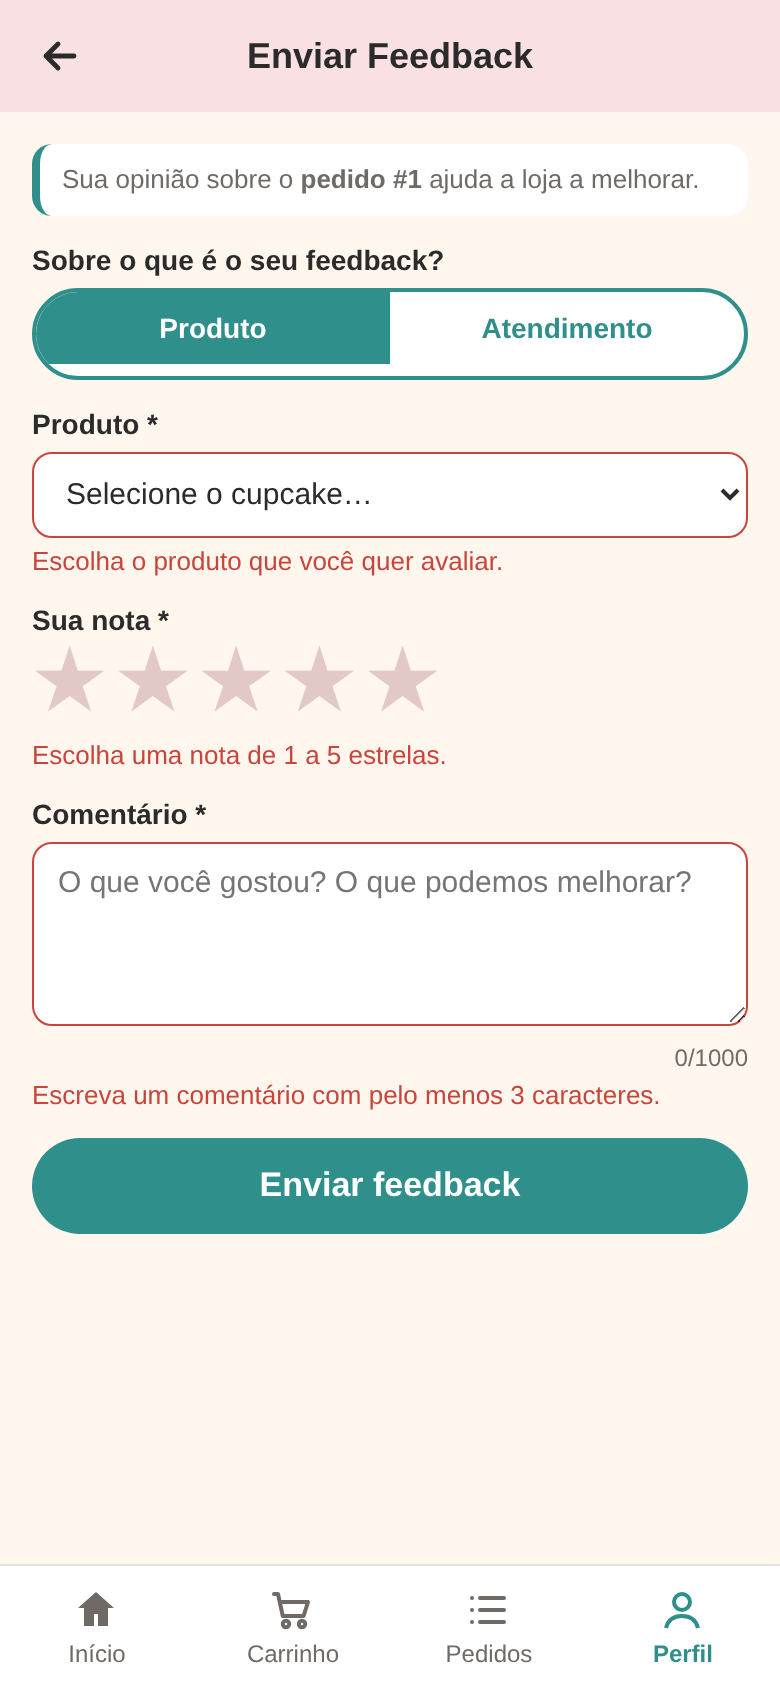 Enviar Feedback
Sua opinião sobre o pedido #1 ajuda a loja a melhorar.
Sobre o que é o seu feedback?
Produto
Atendimento
Produto *
Selecione o cupcake…
Escolha o produto que você quer avaliar.
Sua nota *
Escolha uma nota de 1 a 5 estrelas.
Comentário *
O que você gostou? O que podemos melhorar?
0/1000
Escreva um comentário com pelo menos 3 caracteres.
Enviar feedback
Início
Carrinho
Pedidos
Perfil